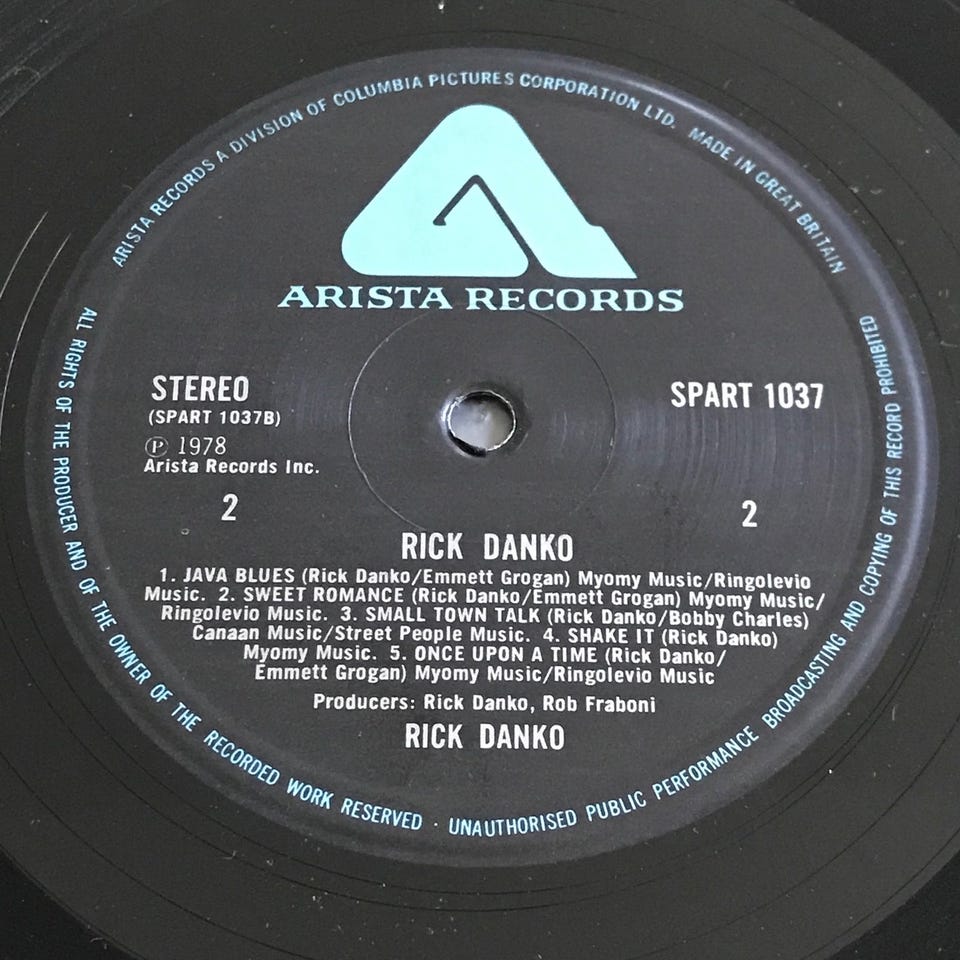 ARISTA RECORDS A DIVISION OF COLUMBIA PICTURES CORPORATION LTD. MADE IN GREAT BRITAIN
ARISTA RECORDS
STEREO
(SPART 1037B)
℗ 1978
Arista Records Inc.
SPART 1037
2
2
RICK DANKO
1. JAVA BLUES (Rick Danko/Emmett Grogan) Myomy Music/Ringolevio
Music. 2. SWEET ROMANCE (Rick Danko/Emmett Grogan) Myomy Music/
Ringolevio Music. 3. SMALL TOWN TALK (Rick Danko/Bobby Charles)
Canaan Music/Street People Music. 4. SHAKE IT (Rick Danko)
Myomy Music. 5. ONCE UPON A TIME (Rick Danko/
Emmett Grogan) Myomy Music/Ringolevio Music
Producers: Rick Danko, Rob Fraboni
RICK DANKO
ALL RIGHTS OF THE PRODUCER AND OF THE OWNER OF THE RECORDED WORK RESERVED · UNAUTHORISED PUBLIC PERFORMANCE BROADCASTING AND COPYING OF THIS RECORD PROHIBITED